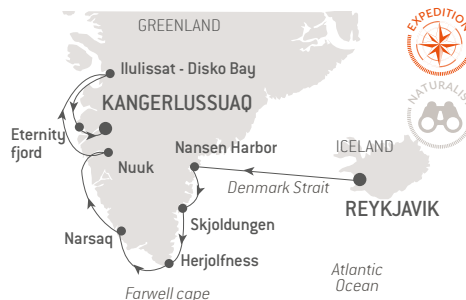 GREENLAND
EXPEDITION
Ilulissat - Disko Bay
KANGERLUSSUAQ
NATURALIS
Eternity
fjord
Nuuk
Nansen Harbor
ICELAND
Denmark Strait
REYKJAVIK
Skjoldungen
Narsaq
Herjolfness
Farwell cape
Atlantic
Ocean